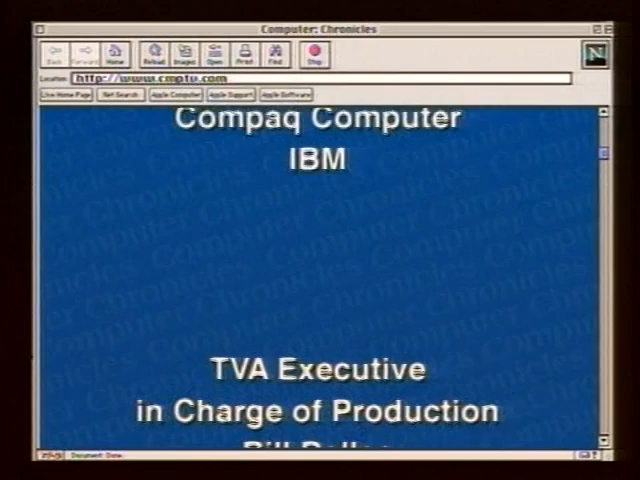 Computer: Chronicles
Back Forward Home Reload Images Open Print Find Stop
N
Location: http://www.cmptv.com
Live Home Page Net Search Apple Computer Apple Support Apple Software
Compaq Computer
IBM
TVA Executive
in Charge of Production
Bill
Document: Done.